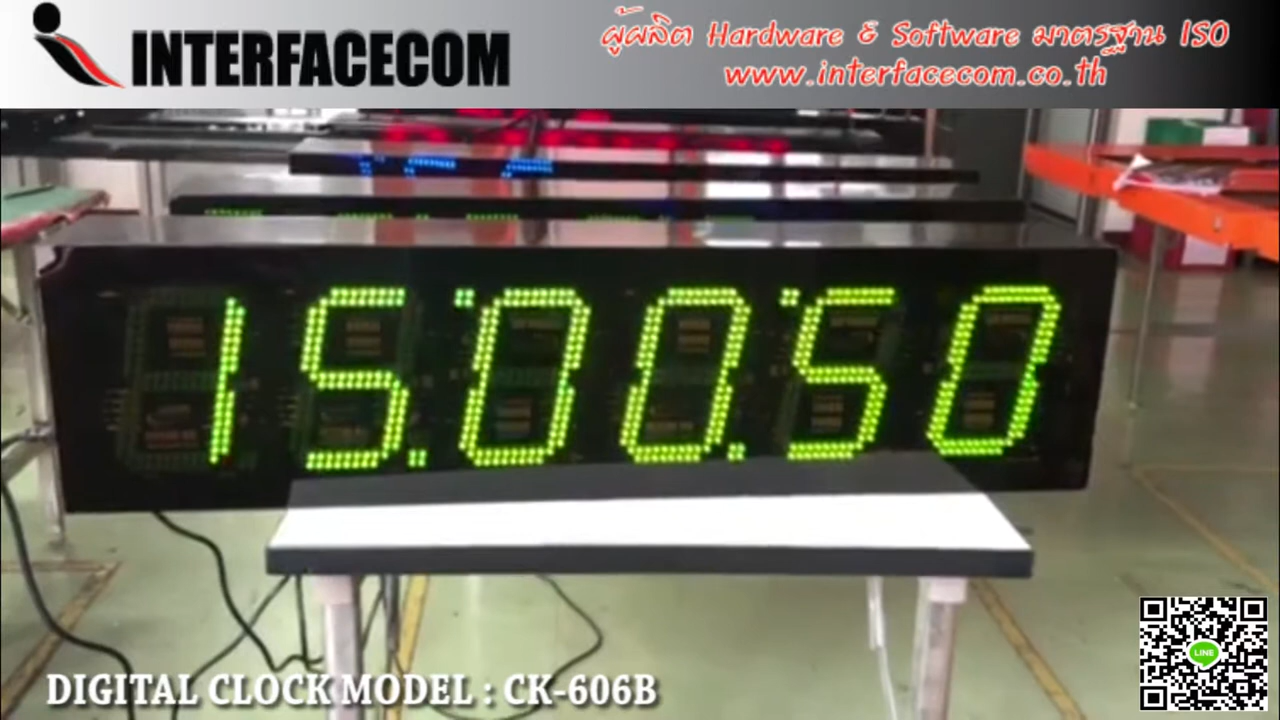 INTERFACECOM
ผู้ผลิต Hardware & Software มาตรฐาน ISO
www.interfacecom.co.th
15:00:50
DIGITAL CLOCK MODEL : CK-606B
LINE